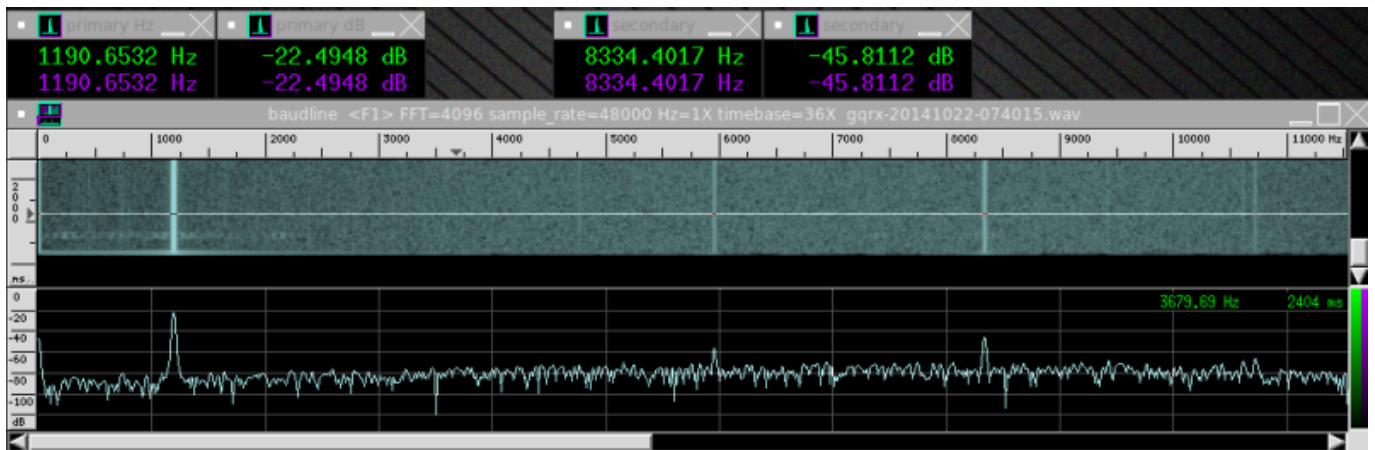 primary Hz
primary dB
secondary
secondary
1190.6532 Hz
-22.4948 dB
8334.4017 Hz
-45.8112 dB
1190.6532 Hz
-22.4948 dB
8334.4017 Hz
-45.8112 dB
baudline <F1> FFT=4096 sample_rate=48000 Hz=1X timebase=36X gqrx-20141022-074015.wav
0 1000 2000 3000 4000 5000 6000 7000 8000 9000 10000 11000 Hz
2000
ms
0
3679.69 Hz 2404 ms
-20
-40
-60
-80
-100
dB